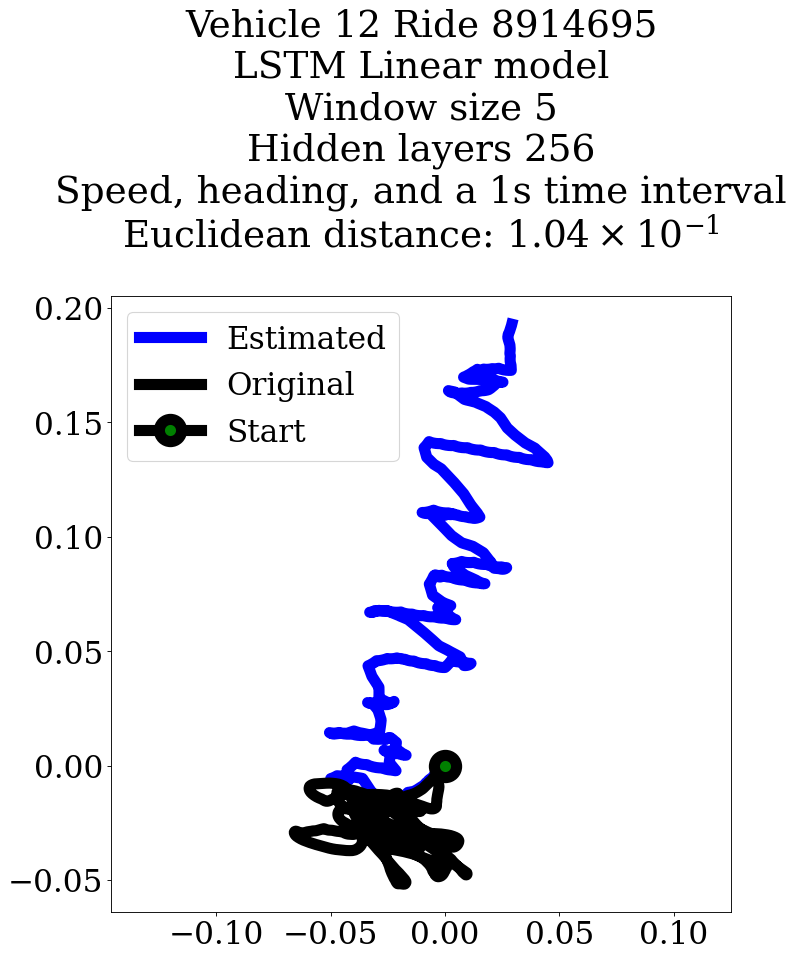 Vehicle 12 Ride 8914695
LSTM Linear model
Window size 5
Hidden layers 256
Speed, heading, and a 1s time interval
Euclidean distance: 1.04 × 10⁻¹
0.20
0.15
0.10
0.05
0.00
−0.05
Estimated
Original
Start
−0.10 −0.05 0.00 0.05 0.10